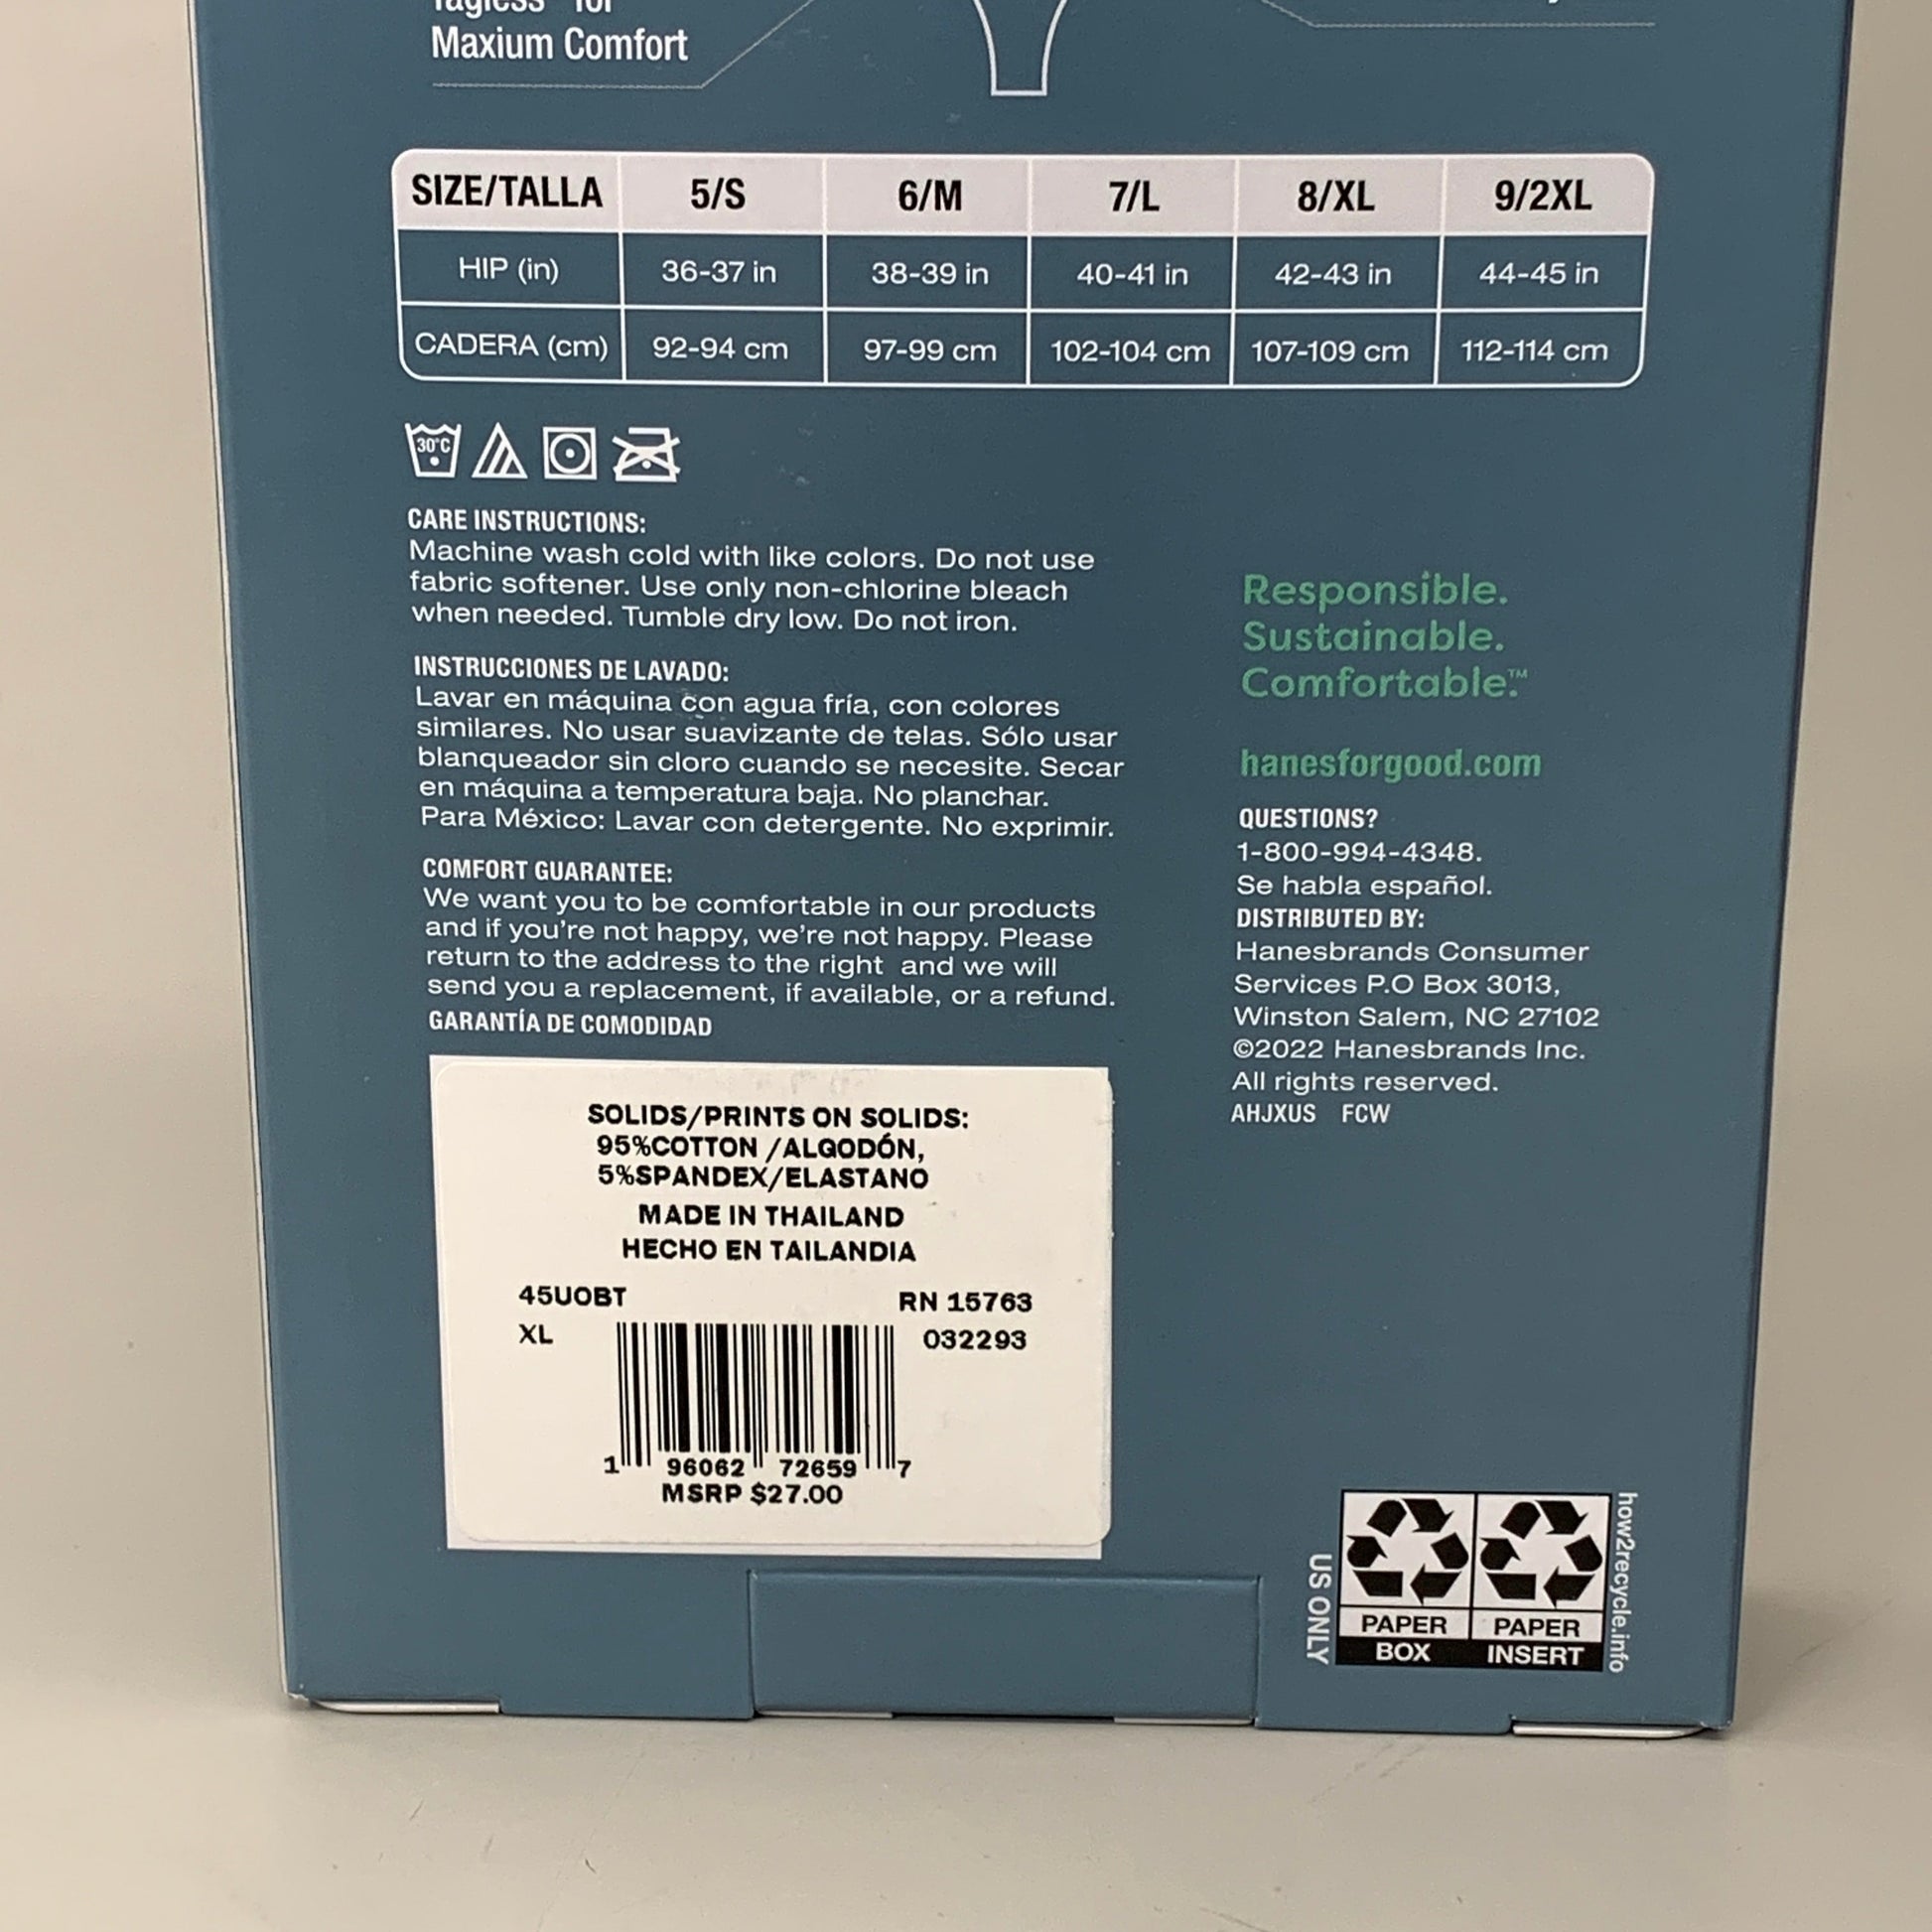 Tagless for
Maxium Comfort
SIZE/TALLA 5/S 6/M 7/L 8/XL 9/2XL
HIP (in) 36-37 in 38-39 in 40-41 in 42-43 in 44-45 in
CADERA (cm) 92-94 cm 97-99 cm 102-104 cm 107-109 cm 112-114 cm
30°C
CARE INSTRUCTIONS:
Machine wash cold with like colors. Do not use
fabric softener. Use only non-chlorine bleach
when needed. Tumble dry low. Do not iron.
INSTRUCCIONES DE LAVADO:
Lavar en máquina con agua fría, con colores
similares. No usar suavizante de telas. Sólo usar
blanqueador sin cloro cuando se necesite. Secar
en máquina a temperatura baja. No planchar.
Para México: Lavar con detergente. No exprimir.
COMFORT GUARANTEE:
We want you to be comfortable in our products
and if you're not happy, we're not happy. Please
return to the address to the right and we will
send you a replacement, if available, or a refund.
GARANTÍA DE COMODIDAD
SOLIDS/PRINTS ON SOLIDS:
95%COTTON /ALGODÓN,
5%SPANDEX/ELASTANO
MADE IN THAILAND
HECHO EN TAILANDIA
45UOBT RN 15763
XL 032293
1 96062 72659 7
MSRP $27.00
Responsible.
Sustainable.
Comfortable.™
hanesforgood.com
QUESTIONS?
1-800-994-4348.
Se habla español.
DISTRIBUTED BY:
Hanesbrands Consumer
Services P.O Box 3013,
Winston Salem, NC 27102
©2022 Hanesbrands Inc.
All rights reserved.
AHJXUS FCW
US ONLY
PAPER PAPER
BOX INSERT
how2recycle.info